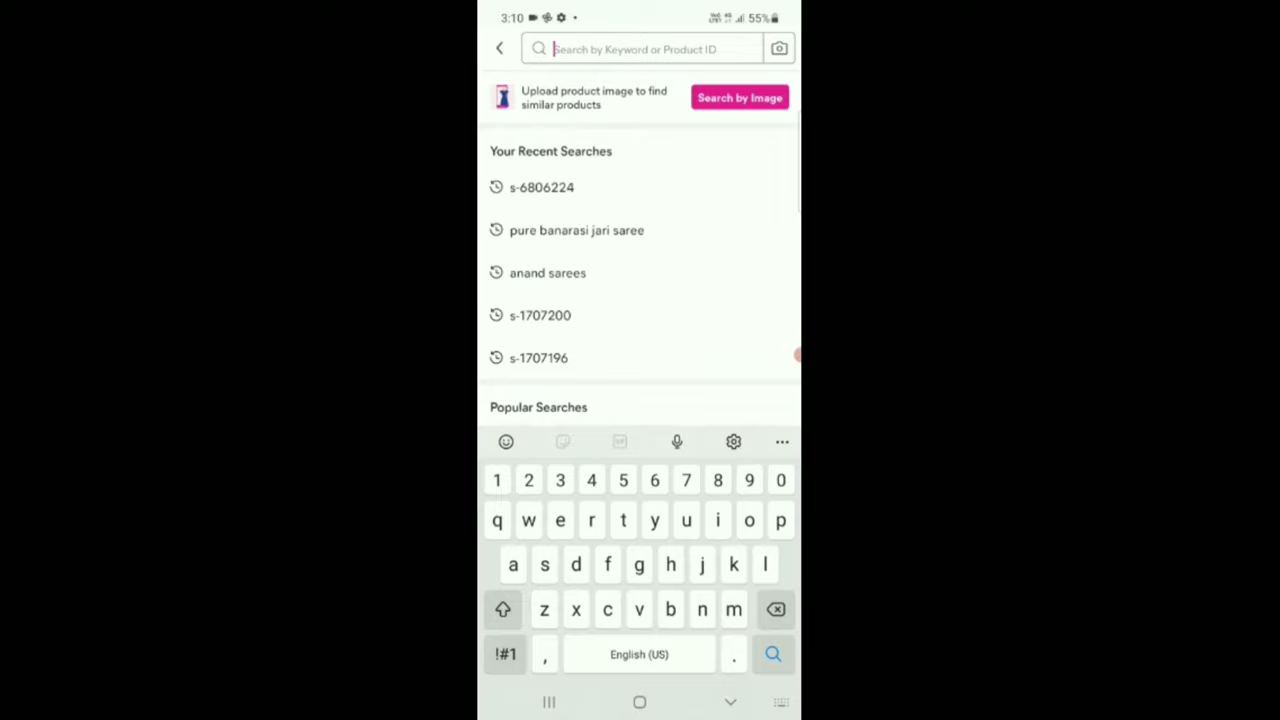 3:10 55%
Search by Keyword or Product ID
Upload product image to find
similar products
Search by Image
Your Recent Searches
s-6806224
pure banarasi jari saree
anand sarees
s-1707200
s-1707196
Popular Searches
1 2 3 4 5 6 7 8 9 0
q w e r t y u i o p
a s d f g h j k l
z x c v b n m
!#1 , English (US) .